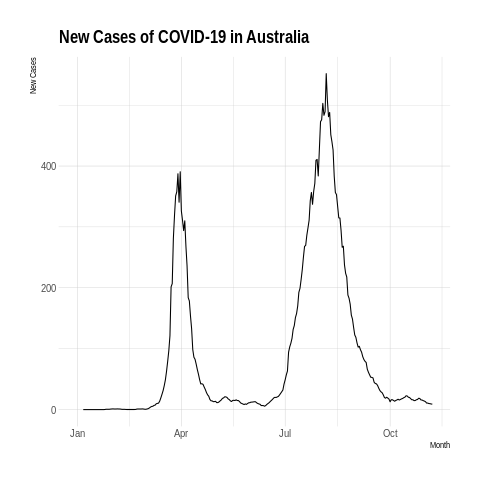 New Cases of COVID-19 in Australia
New Cases
400
200
0
Jan Apr Jul Oct
Month